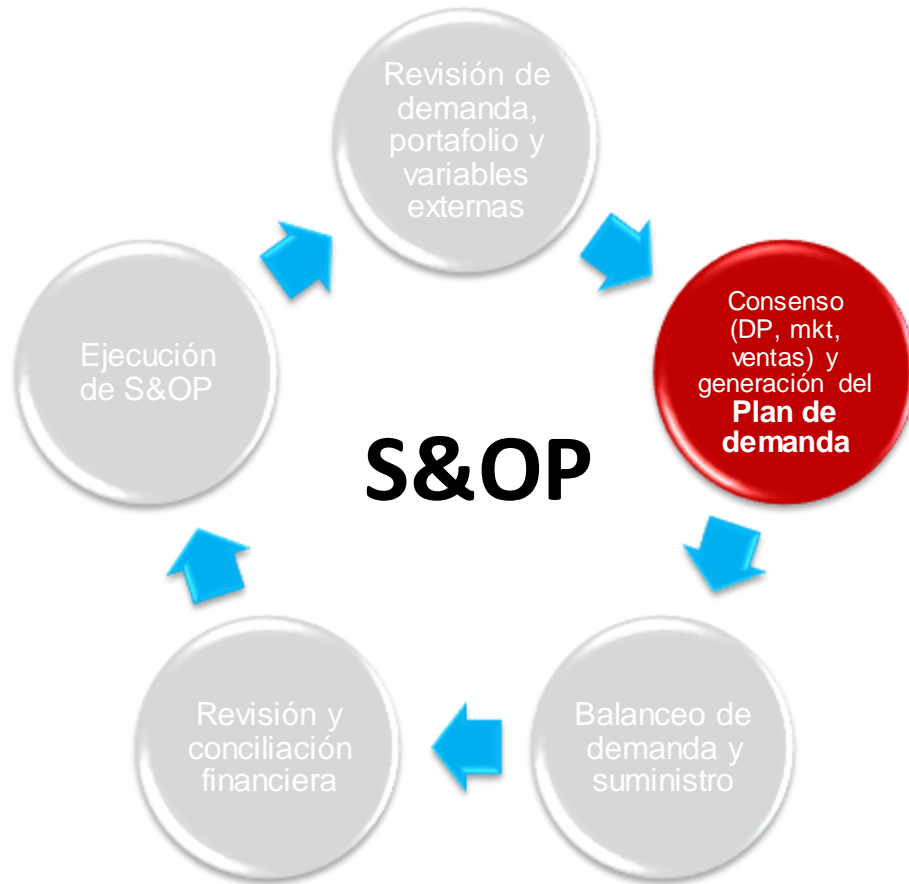 Revisión de
demanda,
portafolio y
variables
externas
Consenso
(DP, mkt,
ventas) y
generación del
Plan de
demanda
Balanceo de
demanda y
suministro
Revisión y
conciliación
financiera
Ejecución
de S&OP
S&OP